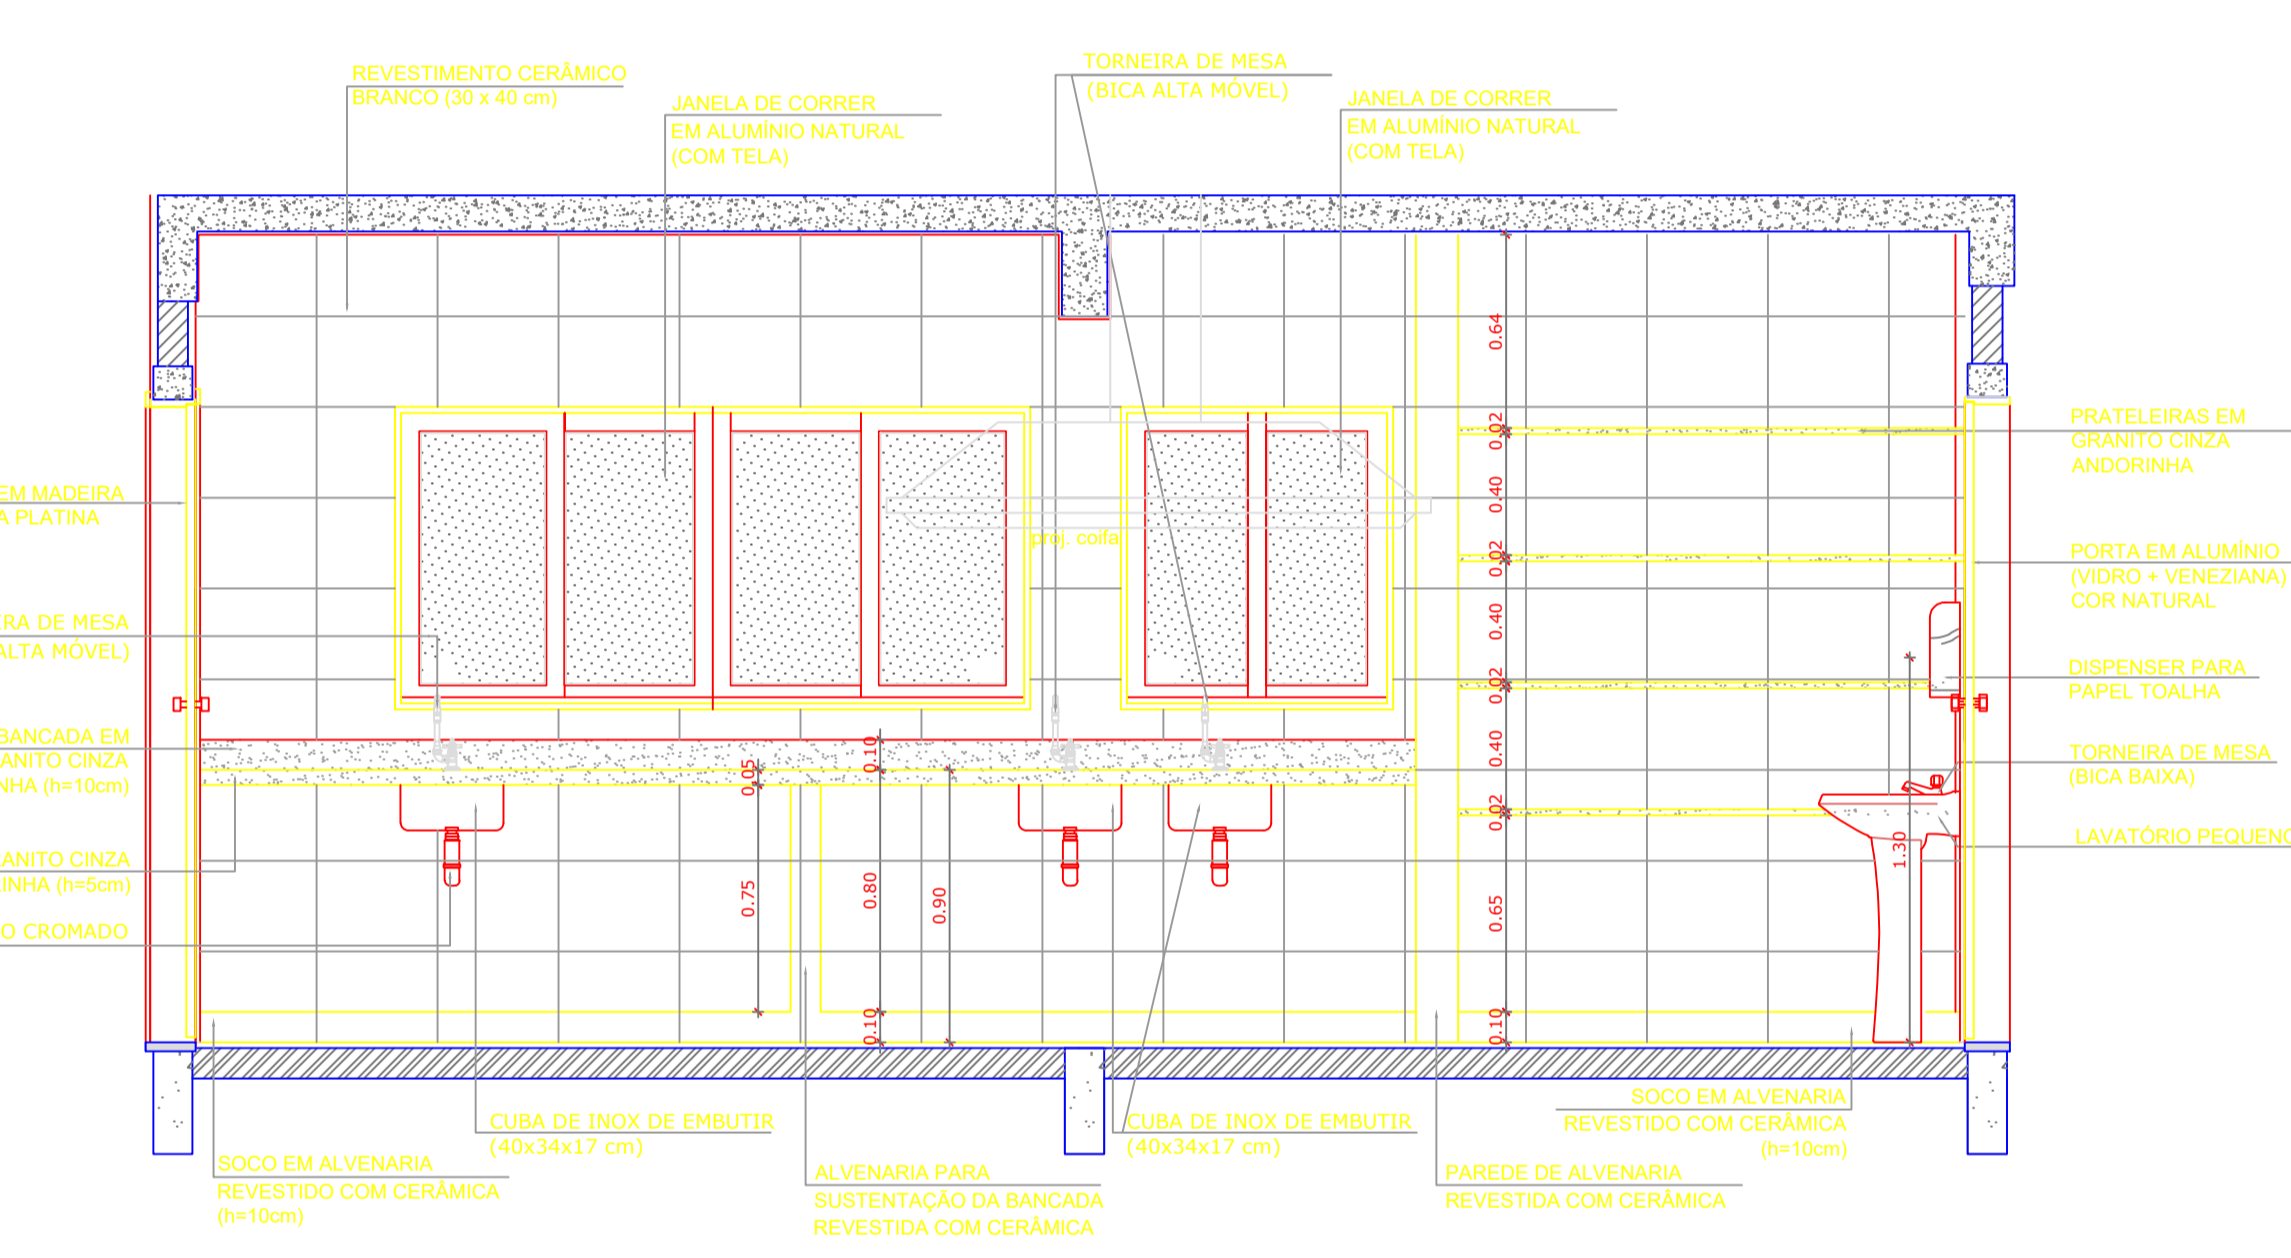 REVESTIMENTO CERÂMICO
BRANCO (30 x 40 cm)
JANELA DE CORRER
EM ALUMÍNIO NATURAL
(COM TELA)
TORNEIRA DE MESA
(BICA ALTA MÓVEL)
JANELA DE CORRER
EM ALUMÍNIO NATURAL
(COM TELA)
EM MADEIRA
A PLATINA
RA DE MESA
ALTA MÓVEL)
BANCADA EM
ANITO CINZA
NHA (h=10cm)
ANITO CINZA
INHA (h=5cm)
O CROMADO
proj. coifa
0.05
0.75
0.10
0.80
0.10
0.90
0.64
0.02
0.40
0.02
0.40
0.02
0.40
0.02
0.65
0.10
1.30
PRATELEIRAS EM
GRANITO CINZA
ANDORINHA
PORTA EM ALUMÍNIO
(VIDRO + VENEZIANA)
COR NATURAL
DISPENSER PARA
PAPEL TOALHA
TORNEIRA DE MESA
(BICA BAIXA)
LAVATÓRIO PEQUENO
SOCO EM ALVENARIA
REVESTIDO COM CERÂMICA
(h=10cm)
CUBA DE INOX DE EMBUTIR
(40x34x17 cm)
ALVENARIA PARA
SUSTENTAÇÃO DA BANCADA
REVESTIDA COM CERÂMICA
CUBA DE INOX DE EMBUTIR
(40x34x17 cm)
PAREDE DE ALVENARIA
REVESTIDA COM CERÂMICA
SOCO EM ALVENARIA
REVESTIDO COM CERÂMICA
(h=10cm)